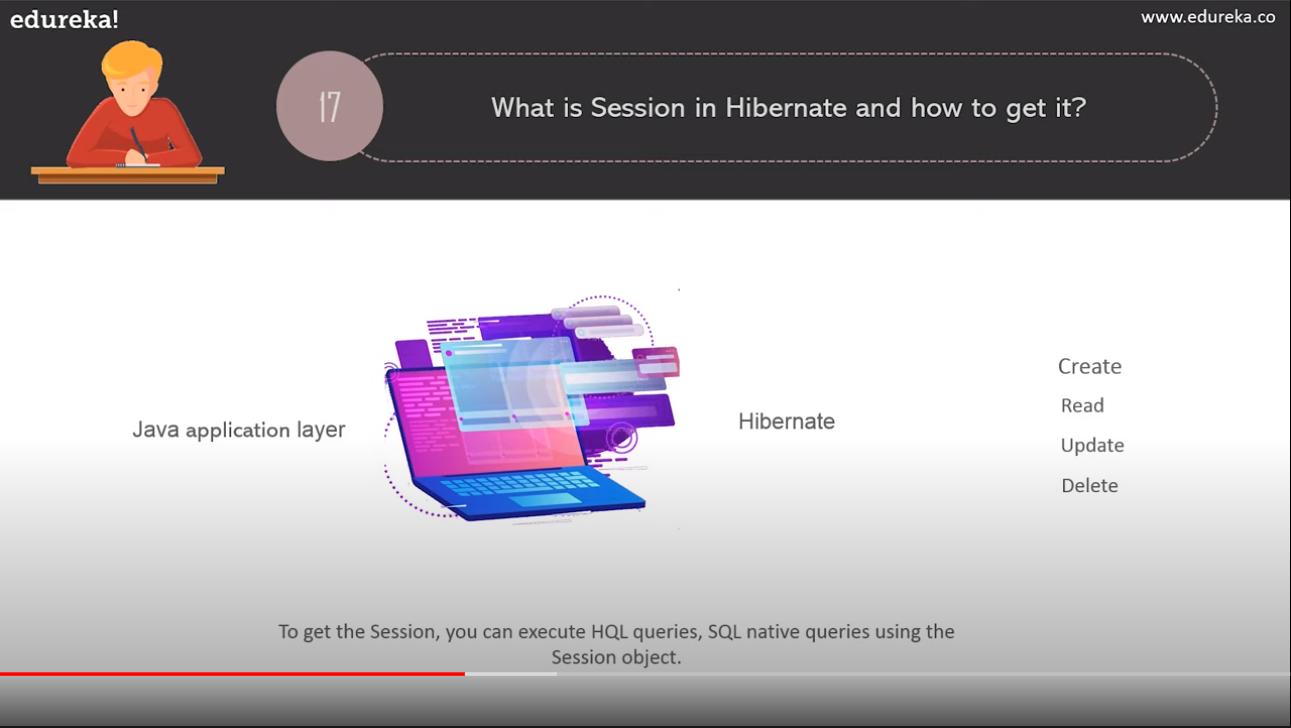 edureka!
www.edureka.co
17
What is Session in Hibernate and how to get it?
Java application layer
Hibernate
Create
Read
Update
Delete
To get the Session, you can execute HQL queries, SQL native queries using the
Session object.